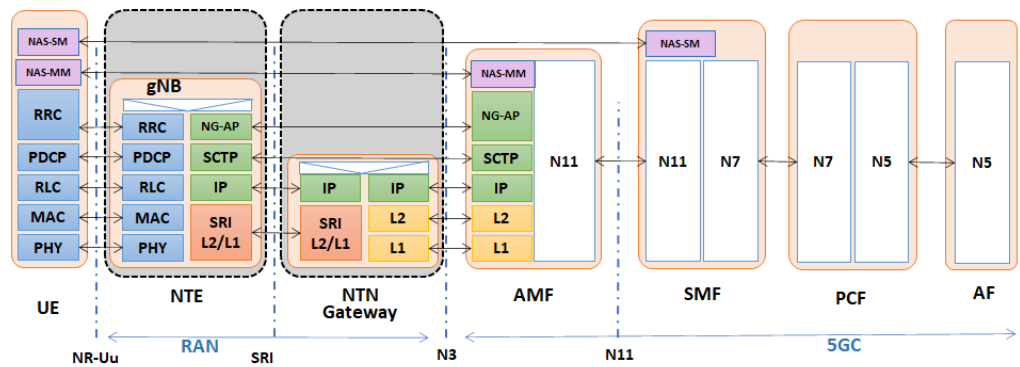 NAS-SM
NAS-SM
NAS-MM
NAS-MM
gNB
RRC
RRC
NG-AP
NG-AP
PDCP
PDCP
SCTP
SCTP
N11
N11
N7
N7
N5
N5
RLC
RLC
IP
IP
IP
IP
MAC
MAC
SRI
L2/L1
SRI
L2/L1
L2
L2
PHY
PHY
L1
L1
UE
NTE
NTN
Gateway
AMF
SMF
PCF
AF
RAN
5GC
NR-Uu
SRI
N3
N11